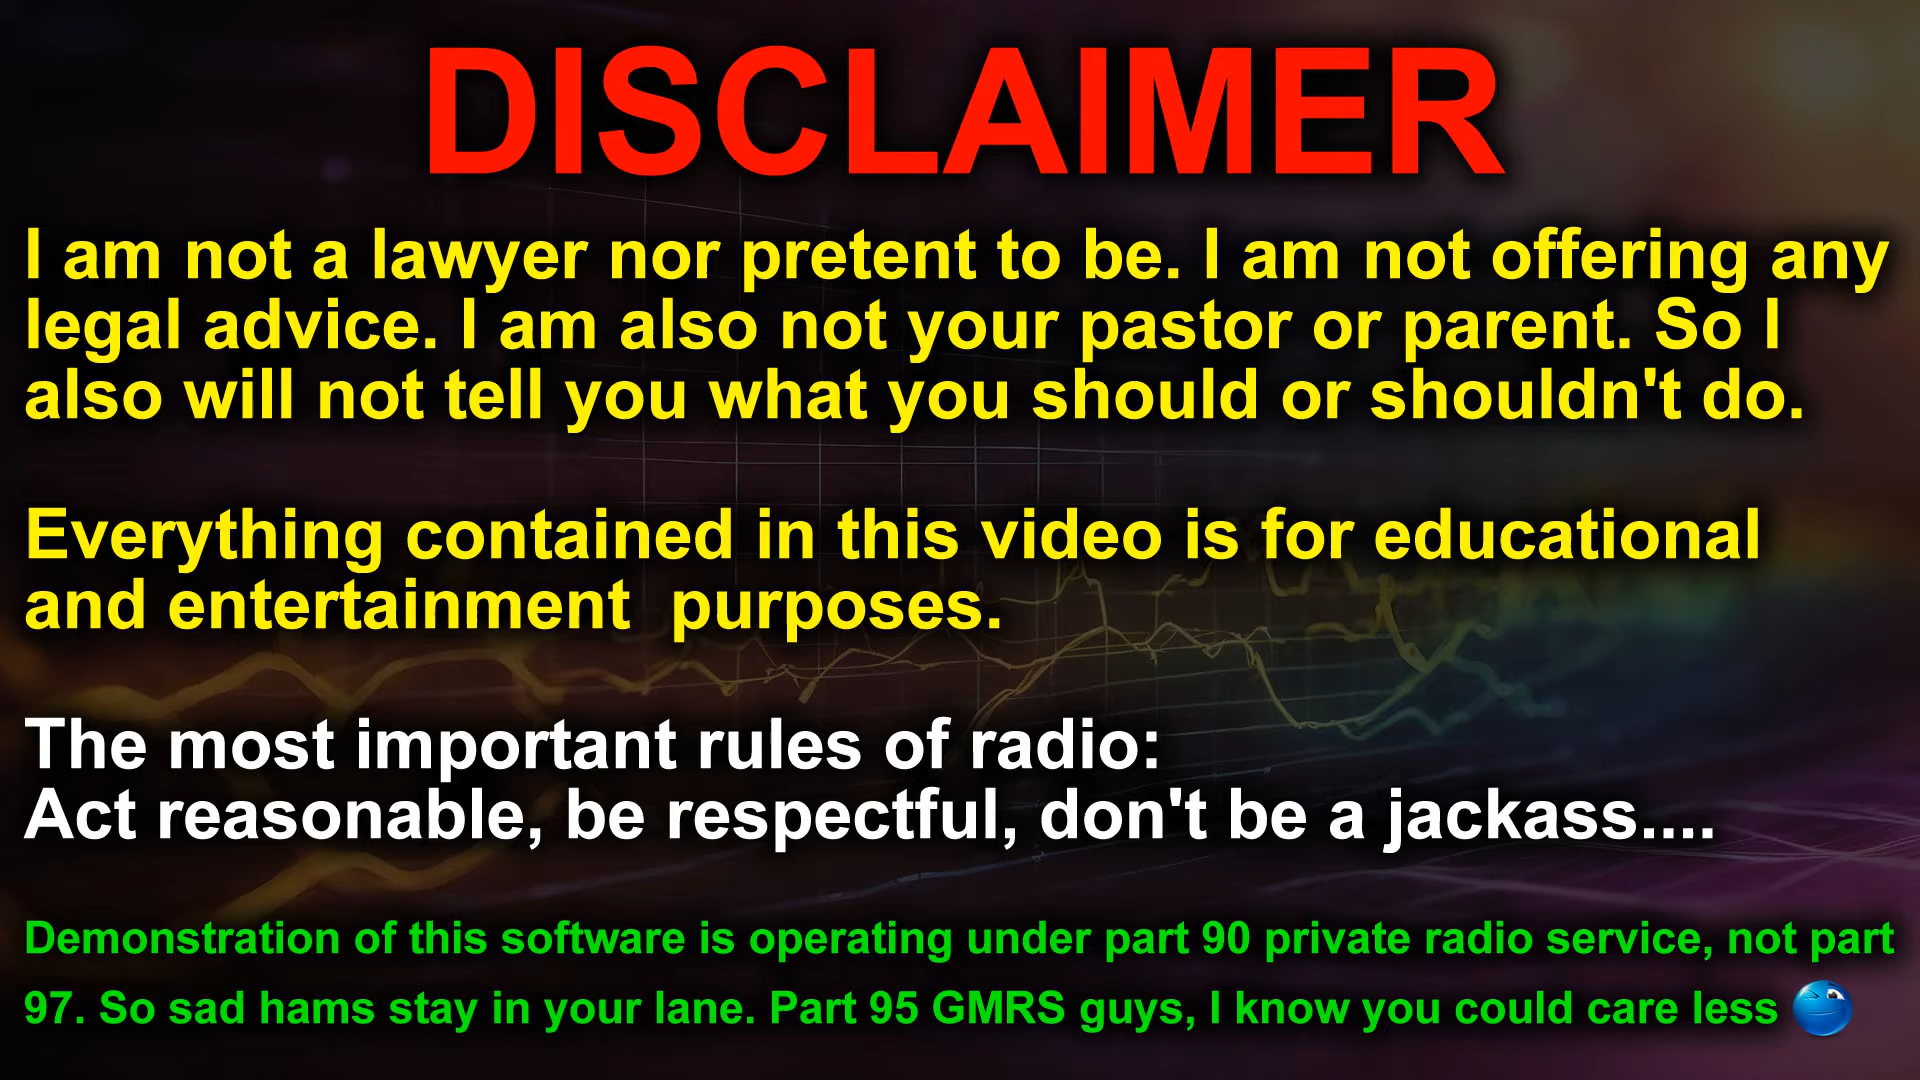 DISCLAIMER
I am not a lawyer nor pretent to be. I am not offering any
legal advice. I am also not your pastor or parent. So I
also will not tell you what you should or shouldn't do.
Everything contained in this video is for educational
and entertainment  purposes.
The most important rules of radio:
Act reasonable, be respectful, don't be a jackass....
Demonstration of this software is operating under part 90 private radio service, not part
97. So sad hams stay in your lane. Part 95 GMRS guys, I know you could care less